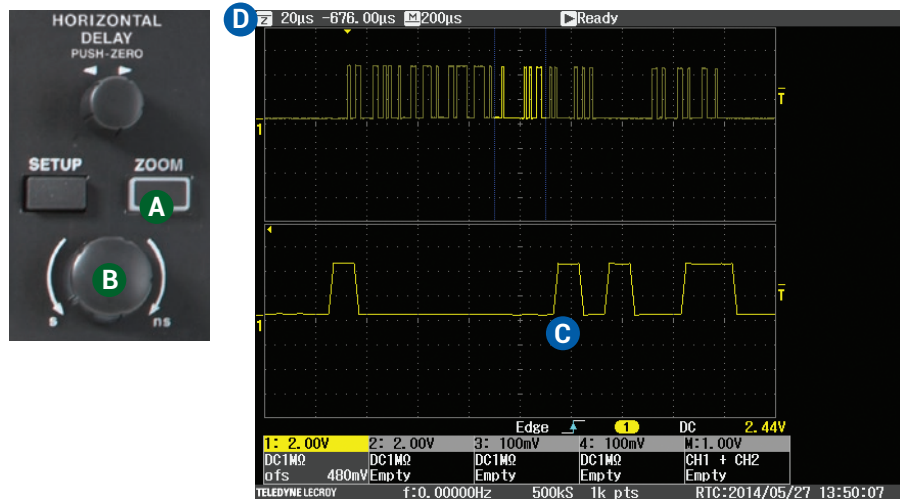 HORIZONTAL
DELAY
PUSH-ZERO
SETUP
ZOOM
A
B
s
ns
D
Z 20µs -676.00µs M 200µs Ready
1
T
1
T
C
Edge 1 DC 2.44V
1: 2.00V 2: 2.00V 3: 100mV 4: 100mV M:1.00V
DC1MΩ DC1MΩ DC1MΩ DC1MΩ CH1 + CH2
ofs 480mV Empty Empty Empty Empty
TELEDYNE LECROY f:0.00000Hz 500kS 1k pts RTC:2014/05/27 13:50:07